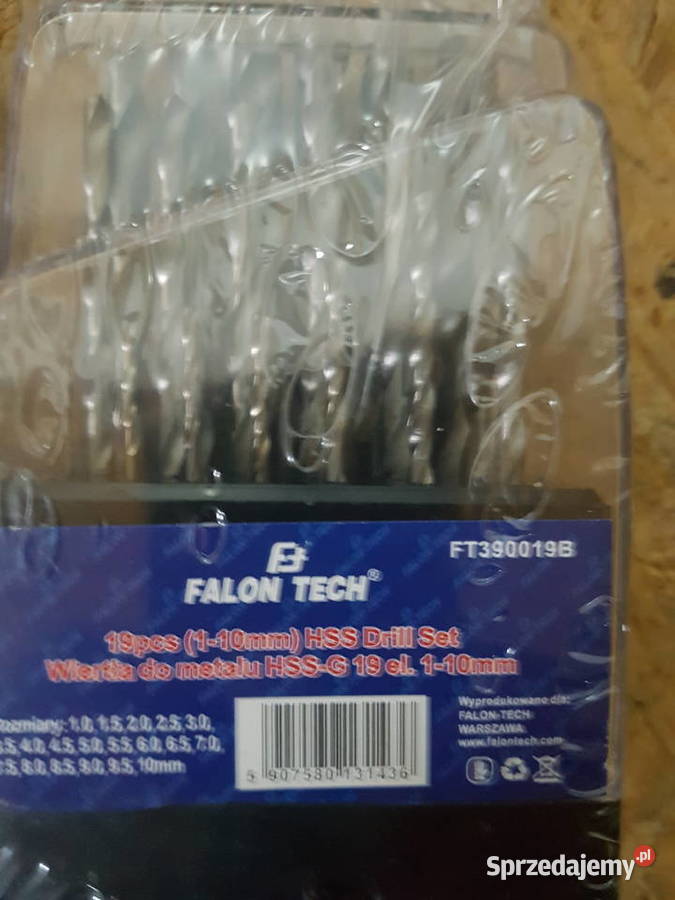 FT390019B
FALON TECH®
19pcs (1-10mm) HSS Drill Set
Wiertła do metalu HSS-G 19 el. 1-10mm
Rozmiary: 1.0, 1.5, 2.0, 2.5, 3.0,
.5, 4.0, 4.5, 5.0, 5.5, 6.0, 6.5, 7.0,
.5, 8.0, 8.5, 9.0, 9.5, 10mm
5 907580 131436
Wyprodukowano dla:
FALON-TECH
WARSZAWA
www.falontech.com
Sprzedajemy.pl